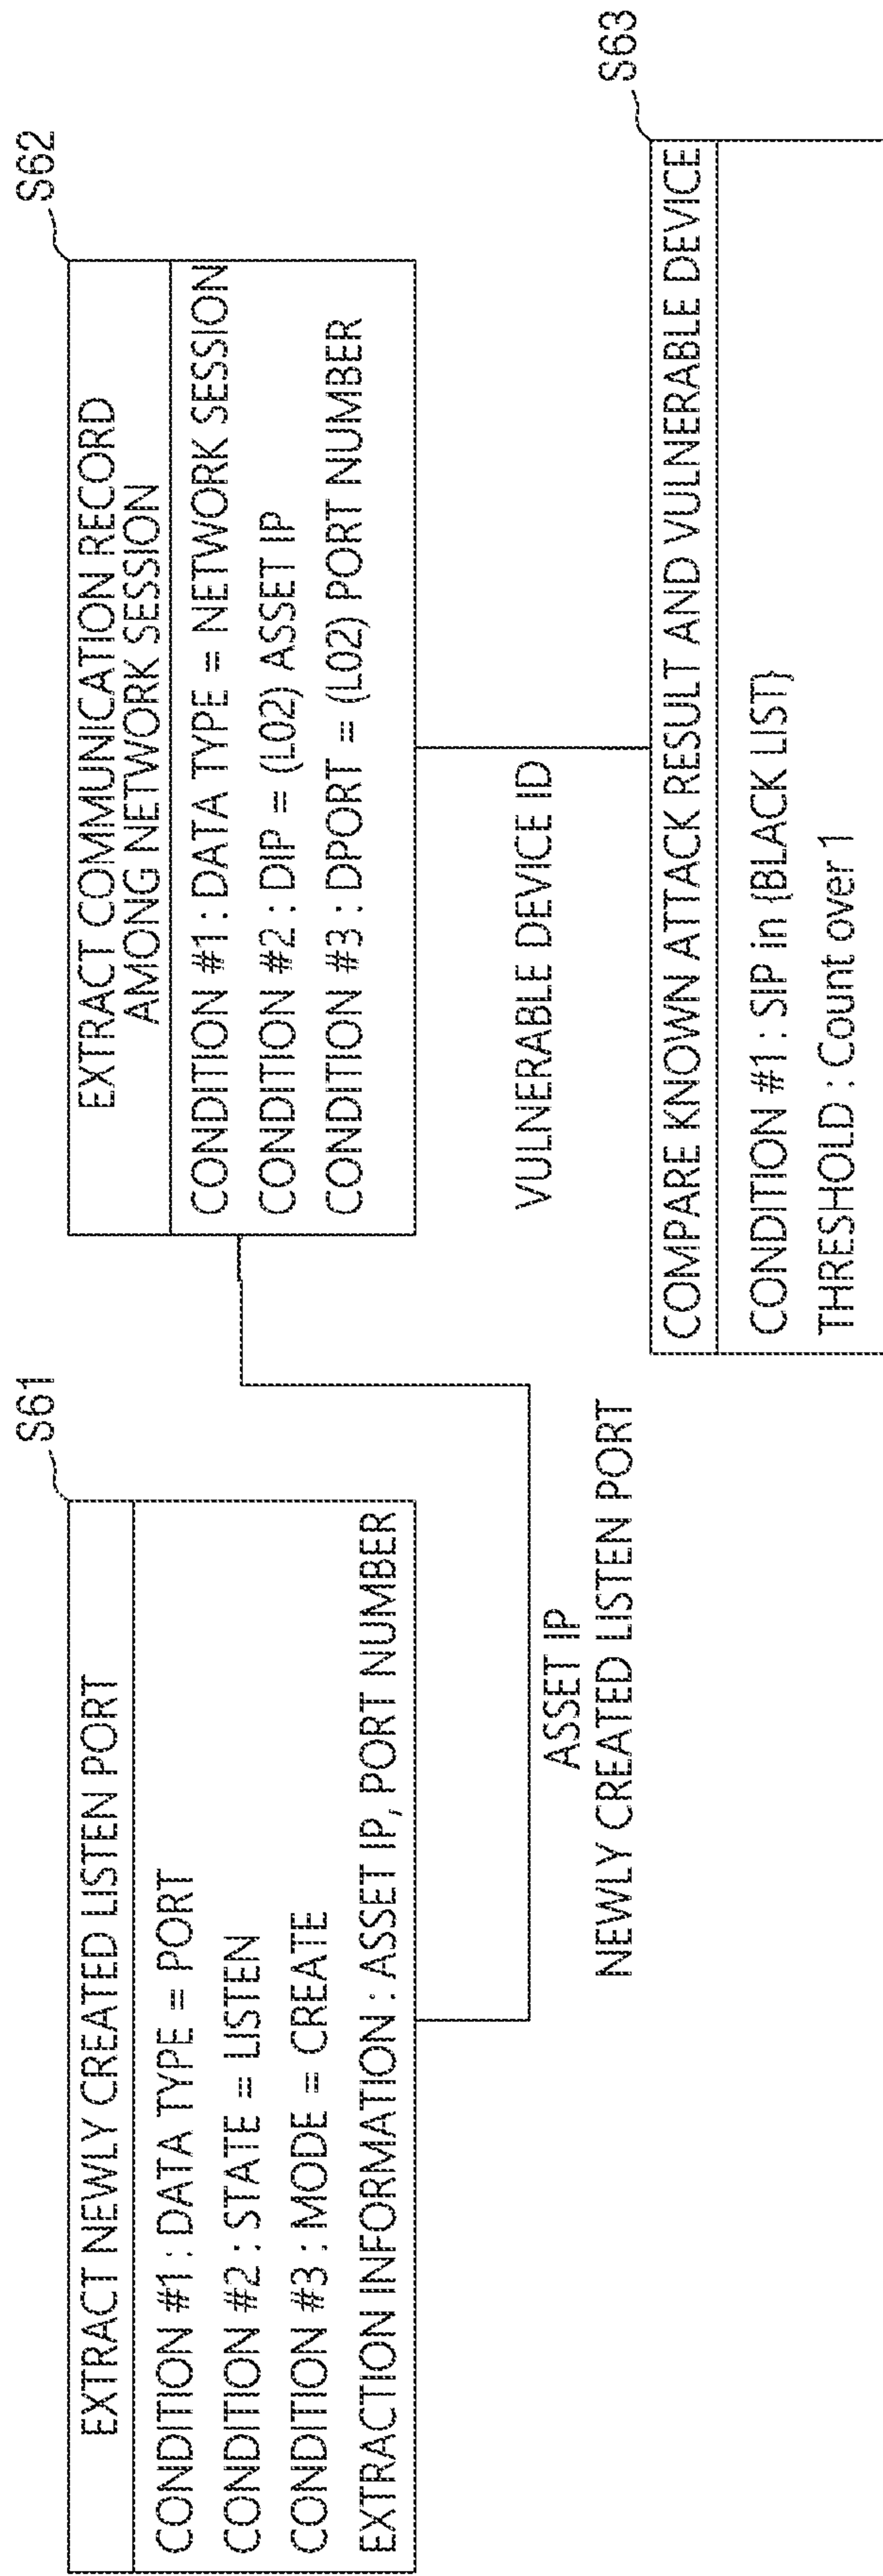 S61
EXTRACT NEWLY CREATED LISTEN PORT
CONDITION #1 : DATA TYPE = PORT
CONDITION #2 : STATE = LISTEN
CONDITION #3 : MODE = CREATE
EXTRACTION INFORMATION : ASSET IP, PORT NUMBER
ASSET IP
NEWLY CREATED LISTEN PORT
S62
EXTRACT COMMUNICATION RECORD
AMONG NETWORK SESSION
CONDITION #1 : DATA TYPE = NETWORK SESSION
CONDITION #2 : DIP = (L02) ASSET IP
CONDITION #3 : DPORT = (L02) PORT NUMBER
VULNERABLE DEVICE ID
S63
COMPARE KNOWN ATTACK RESULT AND VULNERABLE DEVICE
CONDITION #1 : SIP in {BLACK LIST}
THRESHOLD : Count over 1